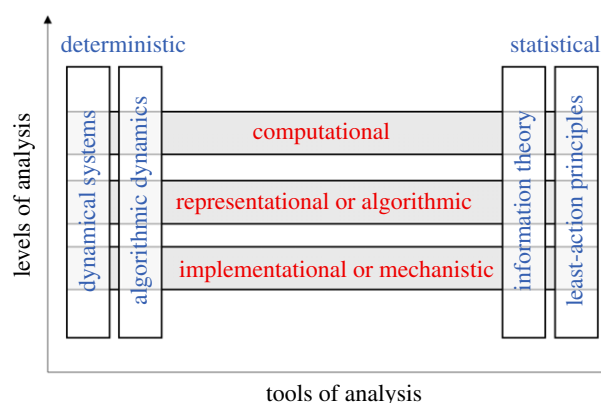 deterministic
statistical
levels of analysis
dynamical systems
algorithmic dynamics
computational
representational or algorithmic
implementational or mechanistic
information theory
least-action principles
tools of analysis